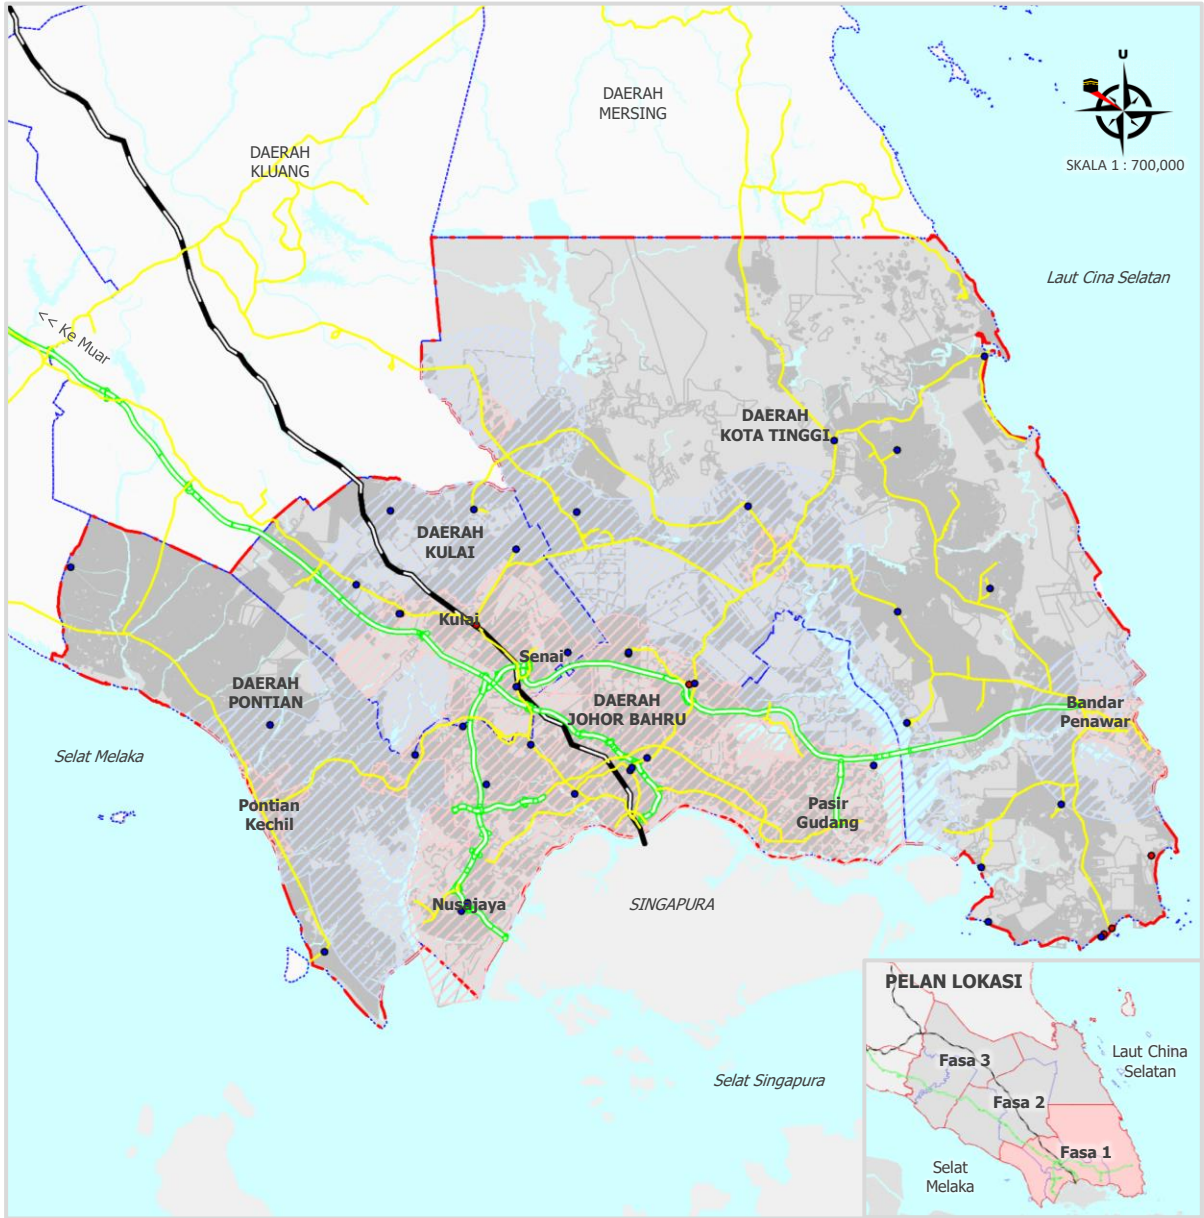 U
SKALA 1 : 700,000
DAERAH
MERSING
DAERAH
KLUANG
Laut Cina Selatan
<< Ke Muar
DAERAH
KOTA TINGGI
DAERAH
KULAI
Kulai
Senai
DAERAH
PONTIAN
DAERAH
JOHOR BAHRU
Bandar
Penawar
Selat Melaka
Pontian
Kechil
Pasir
Gudang
Nusajaya
SINGAPURA
Selat Singapura
PELAN LOKASI
Laut China
Selatan
Fasa 3
Fasa 2
Fasa 1
Selat
Melaka